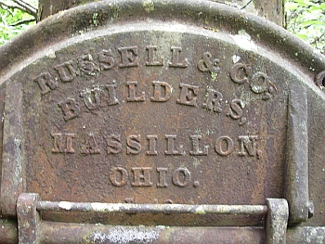 RUSSELL & CO.
BUILDERS,
MASSILLON,
OHIO.